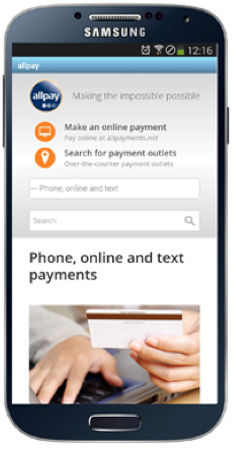 SAMSUNG
12:16
allpay
allpay
Making the impossible possible
Make an online payment
Pay online at allpayments.net
Search for payment outlets
Over-the-counter payment outlets
--- Phone, online and text
Search
Phone, online and text
payments